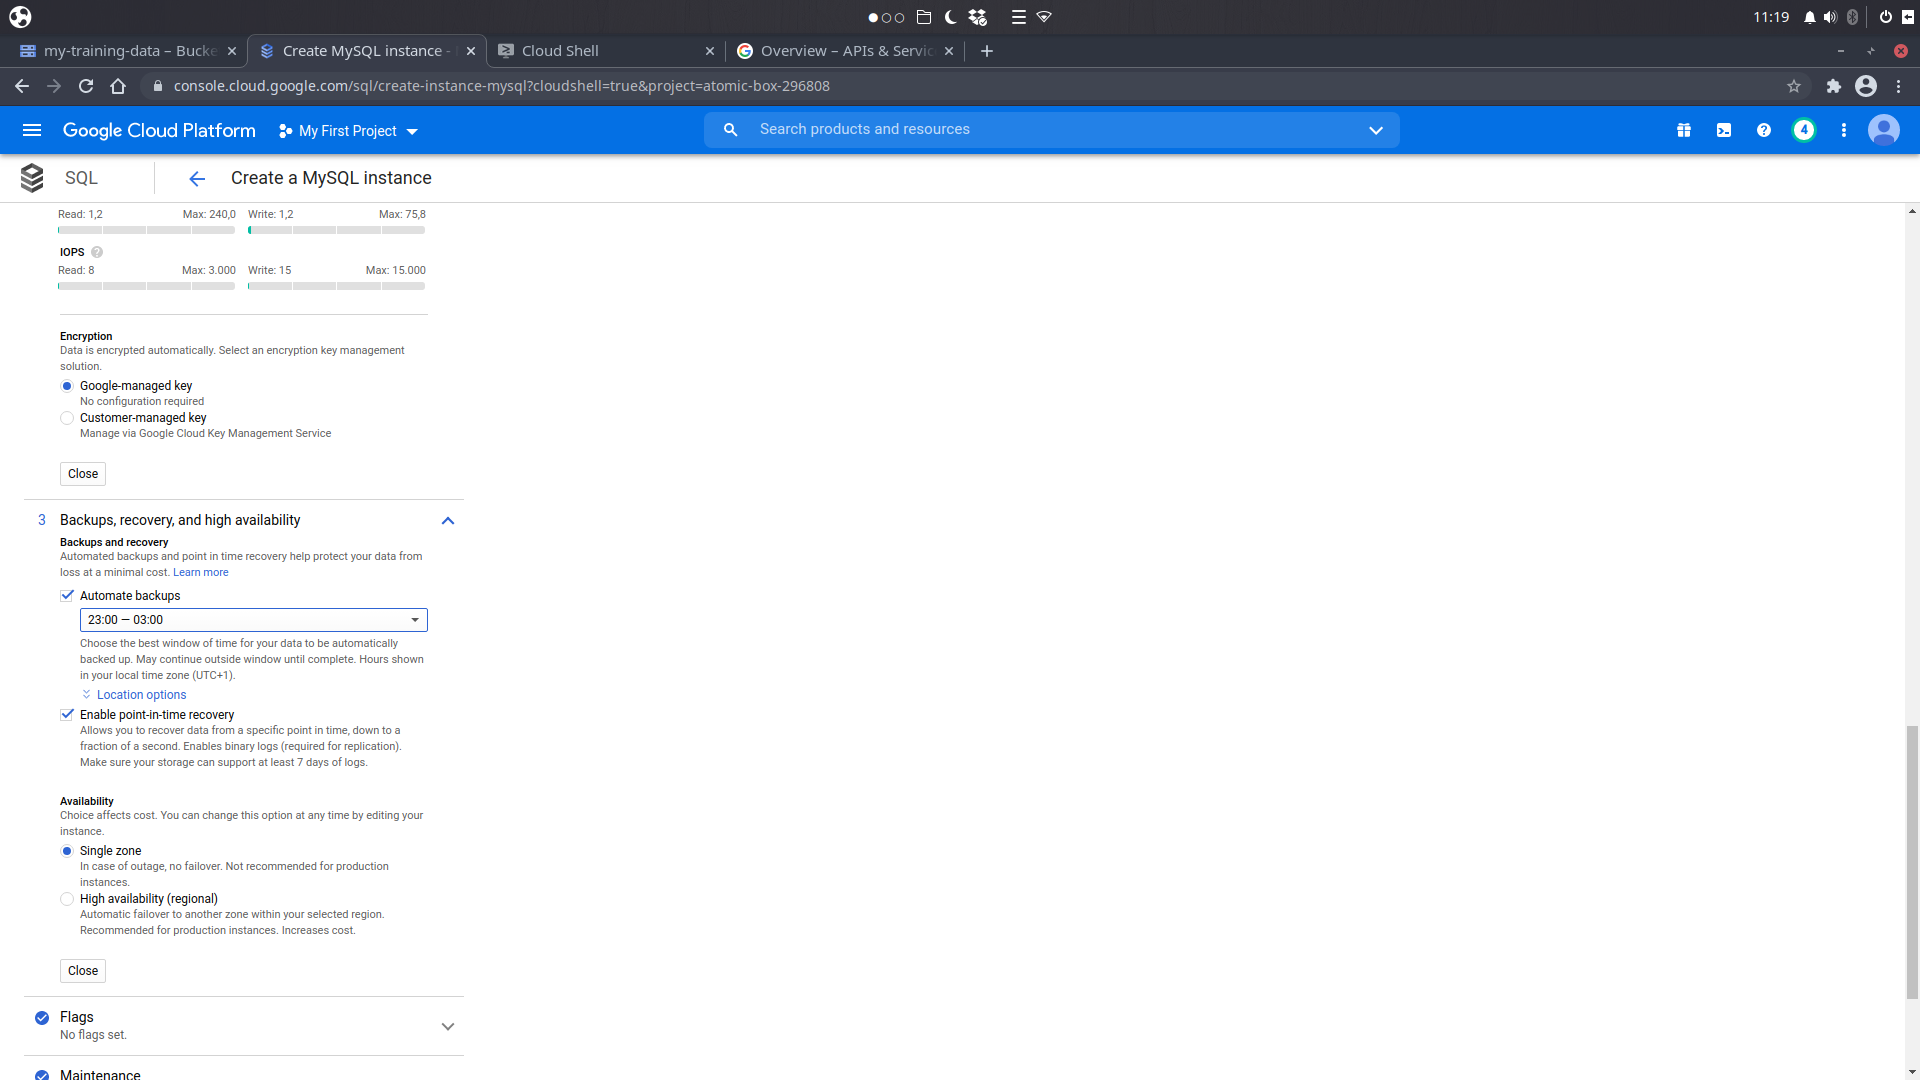 11:19
my-training-data – Bucke
Create MySQL instance -
Cloud Shell
Overview – APIs & Servic
console.cloud.google.com/sql/create-instance-mysql?cloudshell=true&project=atomic-box-296808
Google Cloud Platform
My First Project
Search products and resources
4
SQL
Create a MySQL instance
Read: 1,2 Max: 240,0 Write: 1,2 Max: 75,8
IOPS
Read: 8 Max: 3.000 Write: 15 Max: 15.000
Encryption
Data is encrypted automatically. Select an encryption key management
solution.
Google-managed key
No configuration required
Customer-managed key
Manage via Google Cloud Key Management Service
Close
3 Backups, recovery, and high availability
Backups and recovery
Automated backups and point in time recovery help protect your data from
loss at a minimal cost. Learn more
Automate backups
23:00 — 03:00
Choose the best window of time for your data to be automatically
backed up. May continue outside window until complete. Hours shown
in your local time zone (UTC+1).
Location options
Enable point-in-time recovery
Allows you to recover data from a specific point in time, down to a
fraction of a second. Enables binary logs (required for replication).
Make sure your storage can support at least 7 days of logs.
Availability
Choice affects cost. You can change this option at any time by editing your
instance.
Single zone
In case of outage, no failover. Not recommended for production
instances.
High availability (regional)
Automatic failover to another zone within your selected region.
Recommended for production instances. Increases cost.
Close
Flags
No flags set.
Maintenance